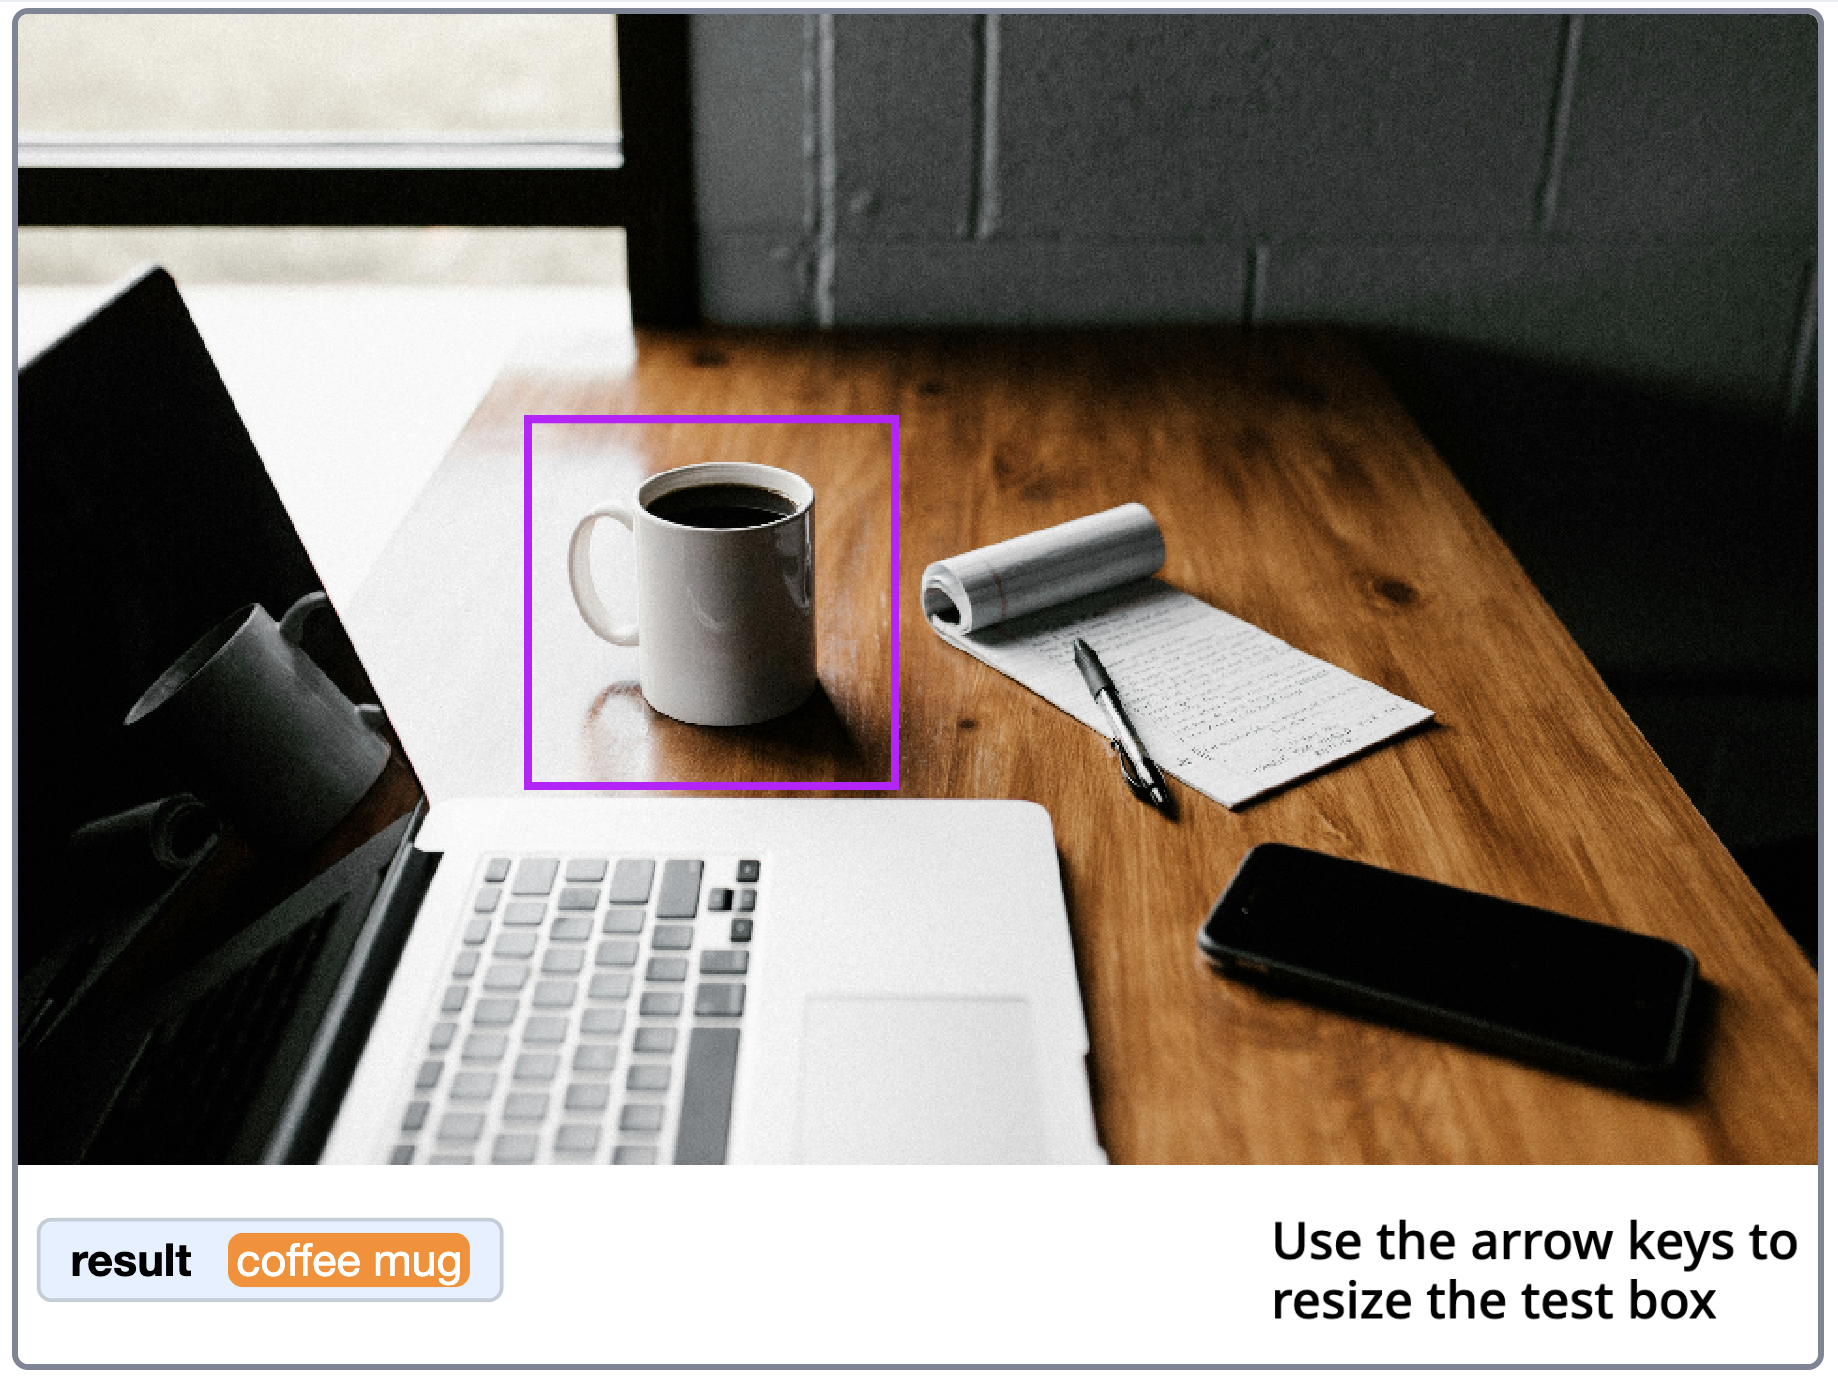 result coffee mug
Use the arrow keys to
resize the test box